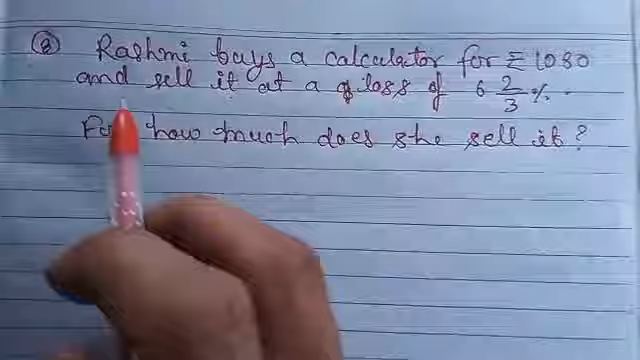 (8) Rashmi buys a calculator for ₹ 1080
and sell it at a loss of 6 2/3 %.
how much does she sell it?